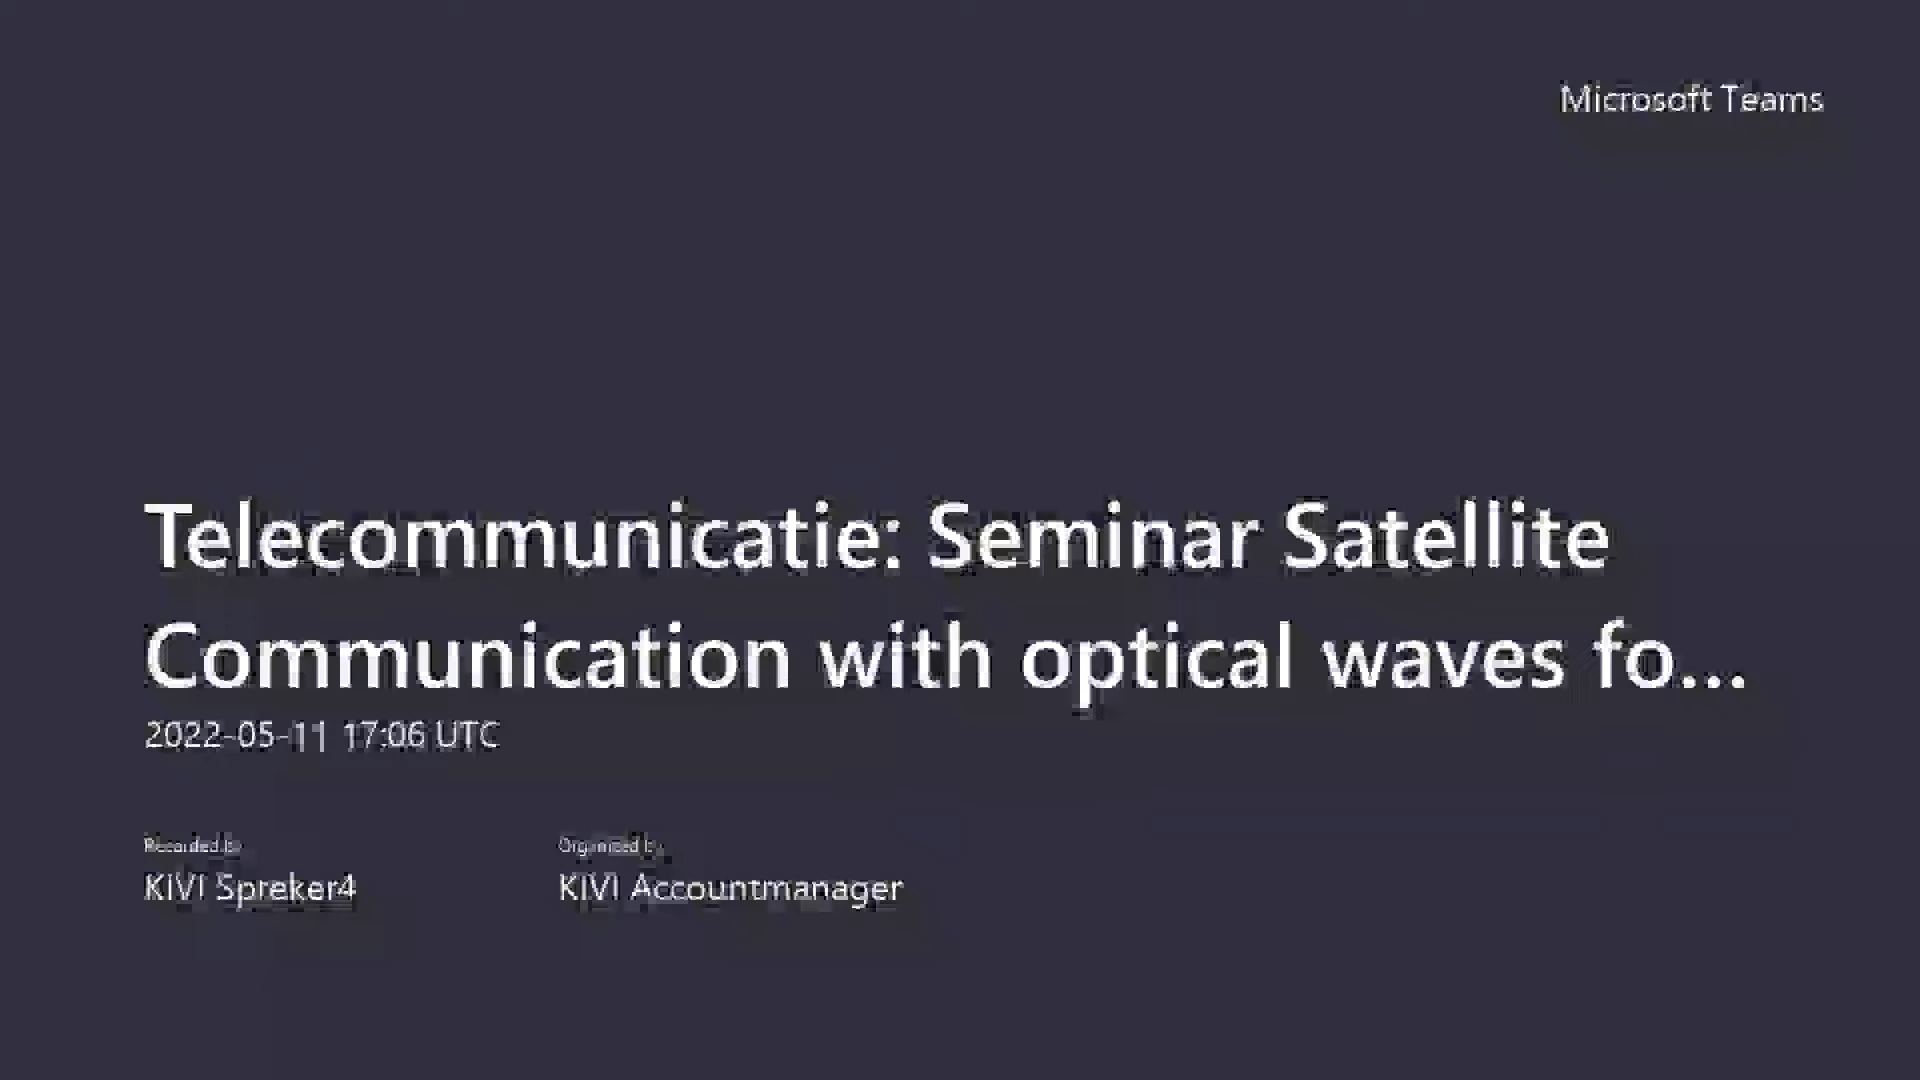 Microsoft Teams
Telecommunicatie: Seminar Satellite
Communication with optical waves fo...
2022-05-11 17:06 UTC
Recorded by
Organized by
KIVI Spreker4
KIVI Accountmanager